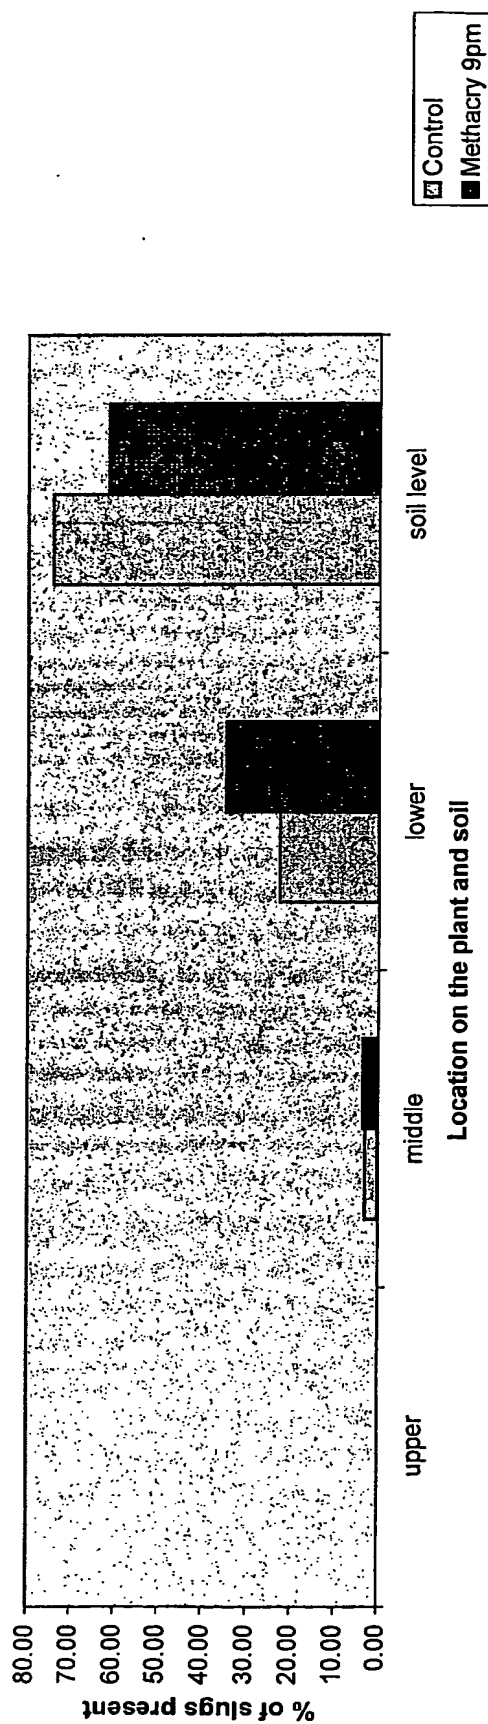 % of slugs present
80.00
70.00
60.00
50.00
40.00
30.00
20.00
10.00
0.00
upper
middle
lower
soil level
Location on the plant and soil
Control
Methacry 9pm